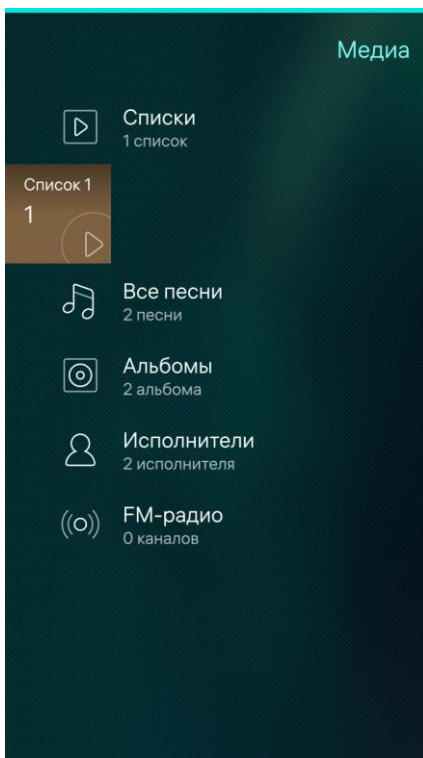 Медиа
Списки
1 список
Список 1
1
Все песни
2 песни
Альбомы
2 альбома
Исполнители
2 исполнителя
FM-радио
0 каналов